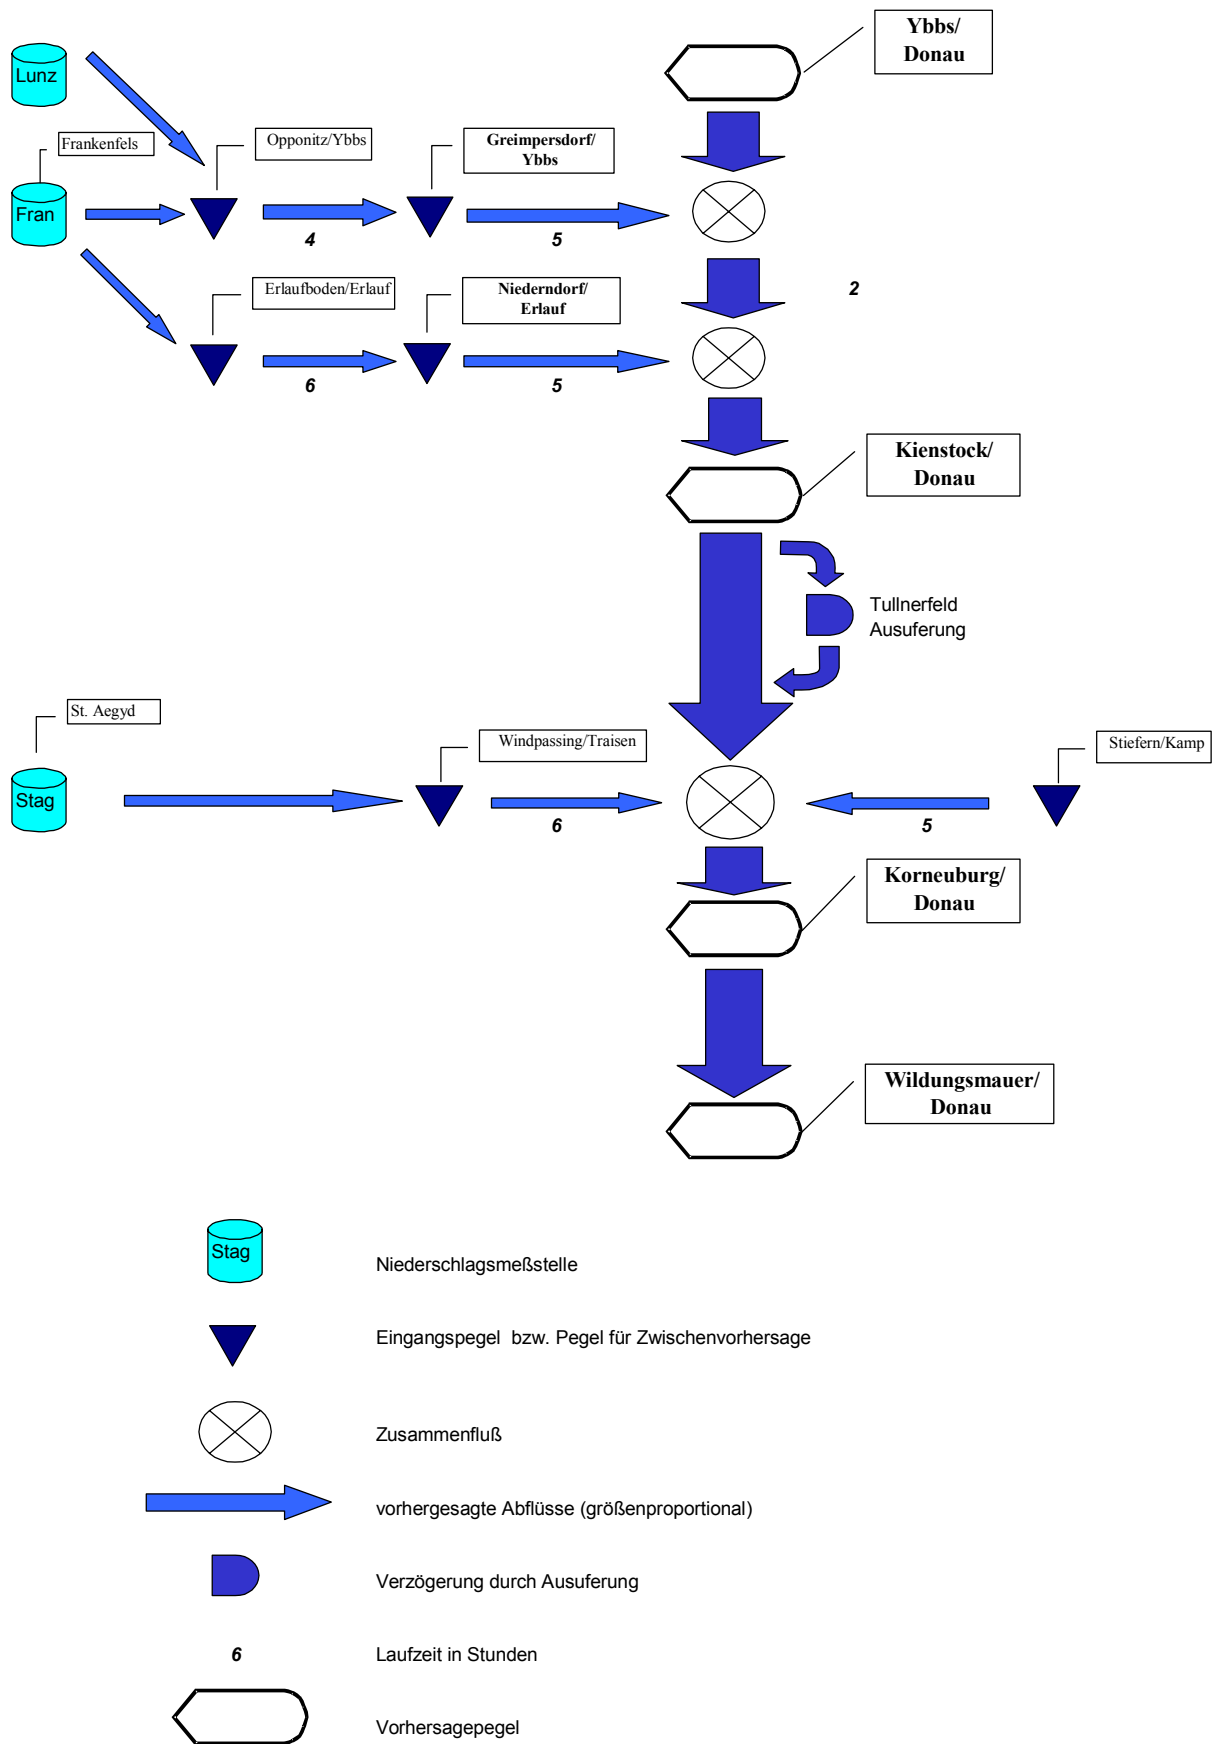 Ybbs/
Donau
Lunz
Frankenfels
Opponitz/Ybbs
Greimpersdorf/
Ybbs
Fran
4
5
Erlaufboden/Erlauf
Niederndorf/
Erlauf
2
6
5
Kienstock/
Donau
Tullnerfeld
Ausuferung
St. Aegyd
Windpassing/Traisen
Stiefern/Kamp
Stag
6
5
Korneuburg/
Donau
Wildungsmauer/
Donau
Stag
Niederschlagsmeßstelle
Eingangspegel bzw. Pegel für Zwischenvorhersage
Zusammenfluß
vorhergesagte Abflüsse (größenproportional)
Verzögerung durch Ausuferung
6
Laufzeit in Stunden
Vorhersagepegel